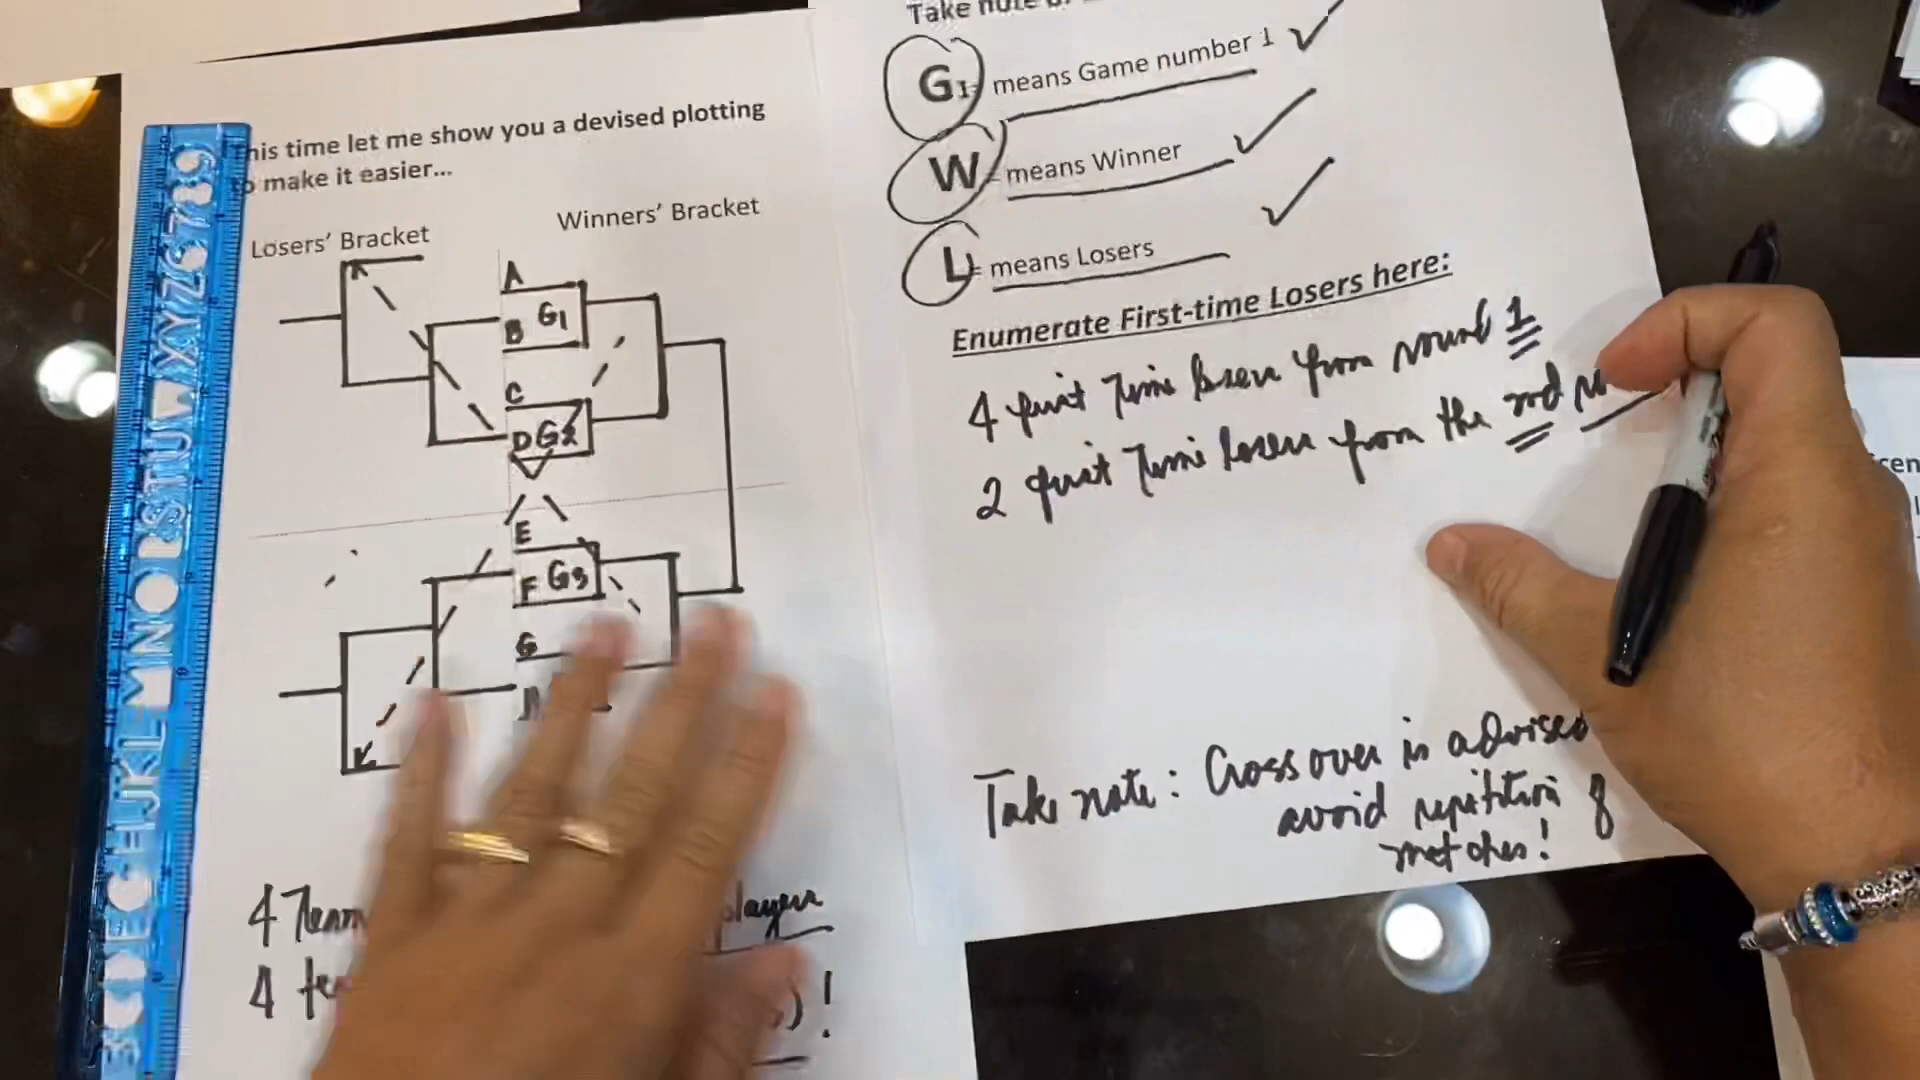 This time let me show you a devised plotting
to make it easier...
Losers' Bracket
Winners' Bracket
A
B G1
C
D G2
E
F G3
G
4 Team
players
4
)!
Take note
G1= means Game number 1
W= means Winner
L= means Losers
Enumerate First-time Losers here:
4 first Time losers from round 1
2 first Time losers from the 2nd
Take note: Cross over is advised
avoid repitition of
matches!